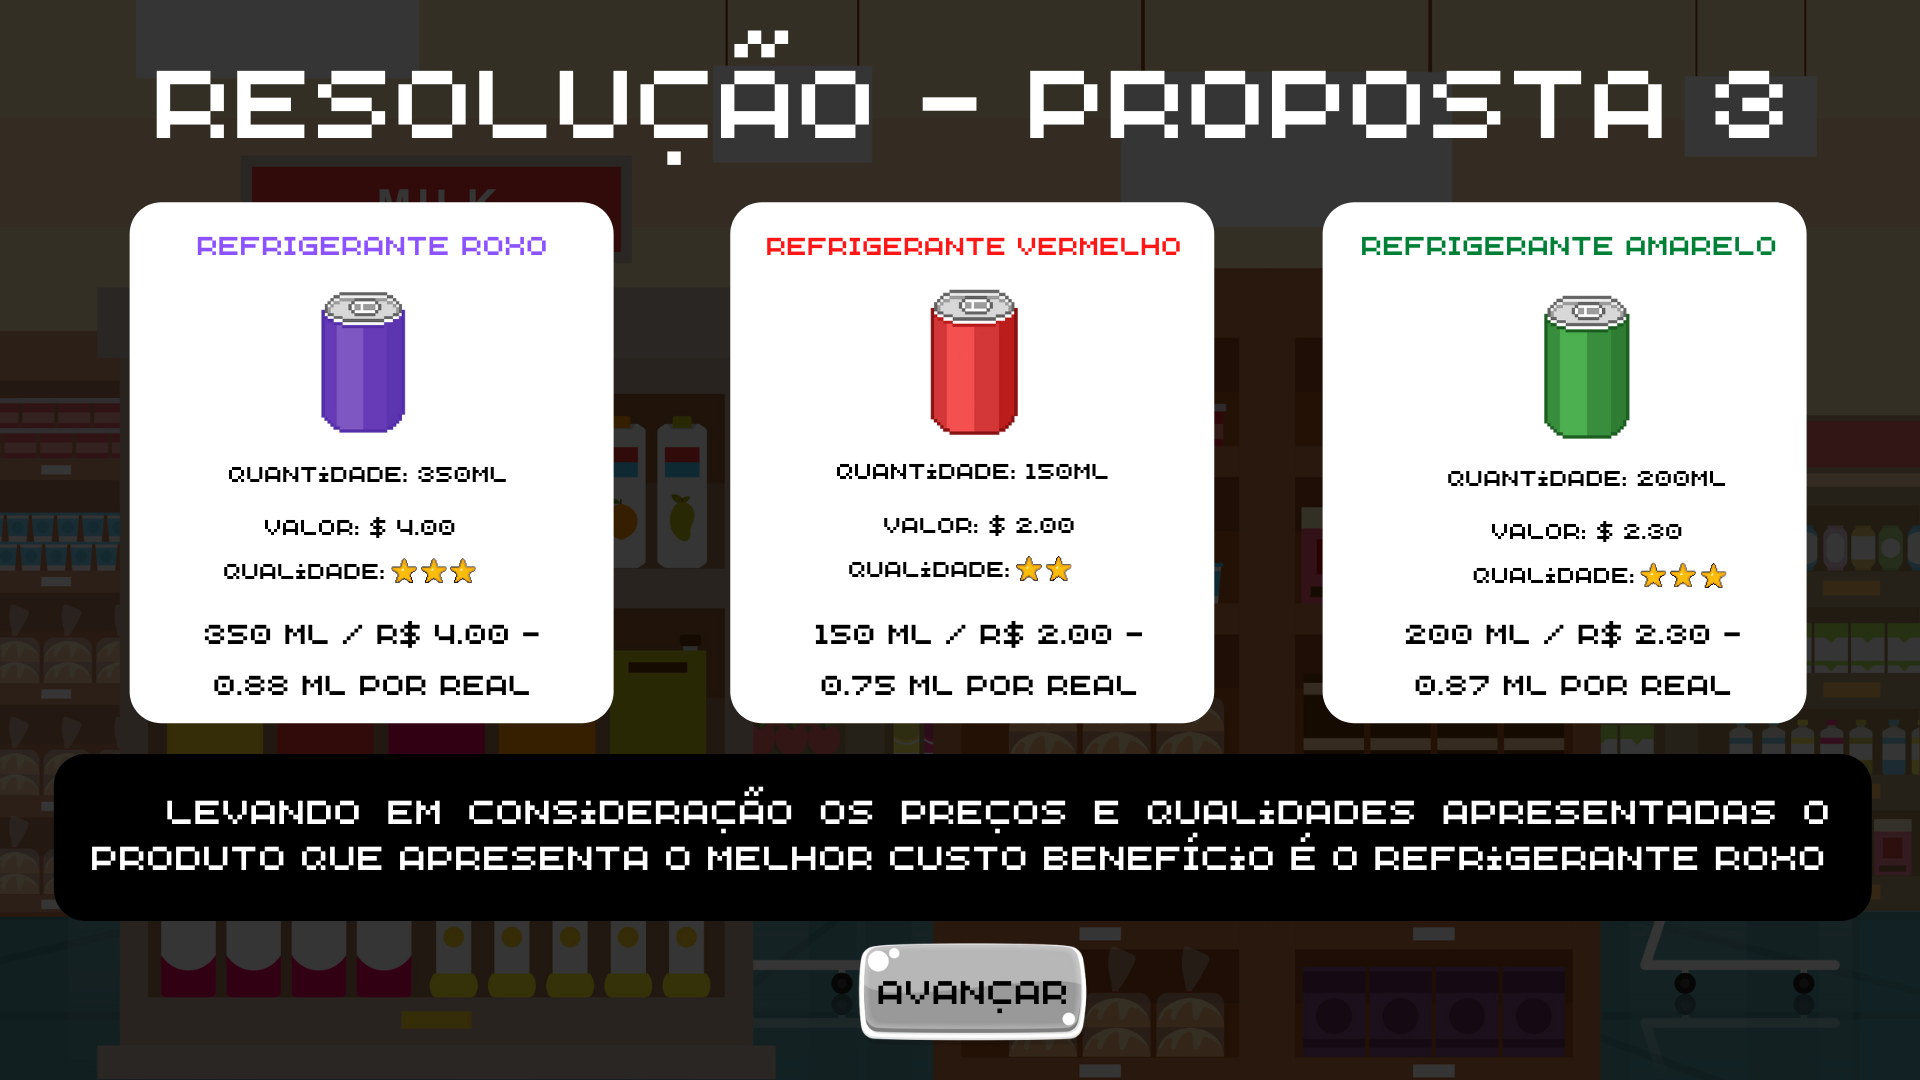 RESOLUÇÃO - PROPOSTA 3
MILK
REFRIGERANTE ROXO
QUANTiDADE: 350ML
VALOR: $ 4.00
QUALiDADE:
350 ML / R$ 4.00 -
0.88 ML POR REAL
REFRIGERANTE VERMELHO
QUANTiDADE: 150ML
VALOR: $ 2.00
QUALiDADE:
150 ML / R$ 2.00 -
0.75 ML POR REAL
REFRIGERANTE AMARELO
QUANTiDADE: 200ML
VALOR: $ 2.30
QUALiDADE:
200 ML / R$ 2.30 -
0.87 ML POR REAL
LEVANDO EM CONSiDERAÇÃO OS PREÇOS E QUALiDADES APRESENTADAS O
PRODUTO QUE APRESENTA O MELHOR CUSTO BENEFÍCiO É O REFRiGERANTE ROXO
AVANÇAR